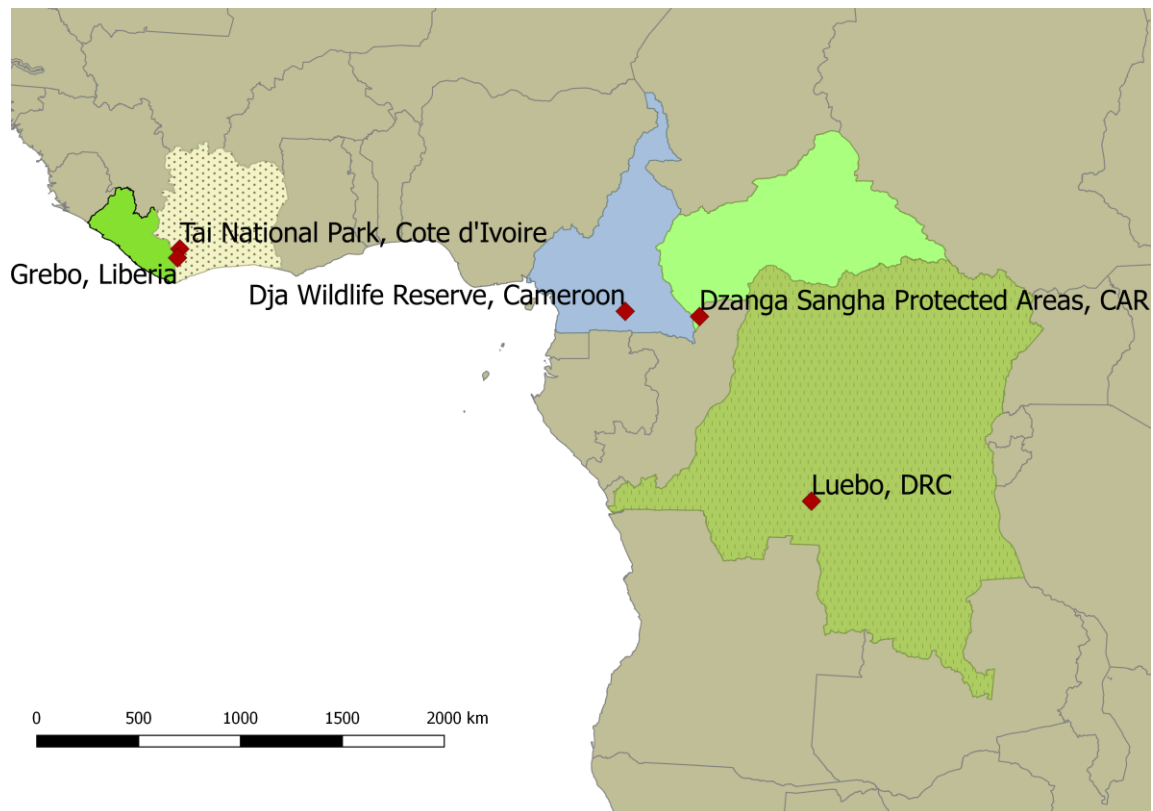 Tai National Park, Cote d'Ivoire
Grebo, Liberia
Dja Wildlife Reserve, Cameroon
Dzanga Sangha Protected Areas, CAR
Luebo, DRC
0 500 1000 1500 2000 km